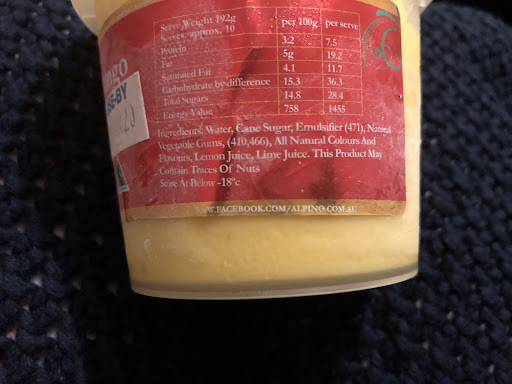 Serve Weight 192g
Serves: approx. 10 per 100g per serve
Protein 3.2 7.5
Fat 5g 19.2
Saturated Fat 4.1 11.7
Carbohydrate by difference 15.3 36.3
Total Sugars 14.8 28.4
Energy Value 758 1455
Ingredients, Water, Cane Sugar, Emulsifier (471), Natural
Vegetable Gums, (410,466), All Natural Colours And
Flavours, Lemon Juice, Lime Juice. This Product May
Contain Traces Of Nuts
Store At Below -18°c
WWW.FACEBOOK.COM/ALPINO.COM.AU